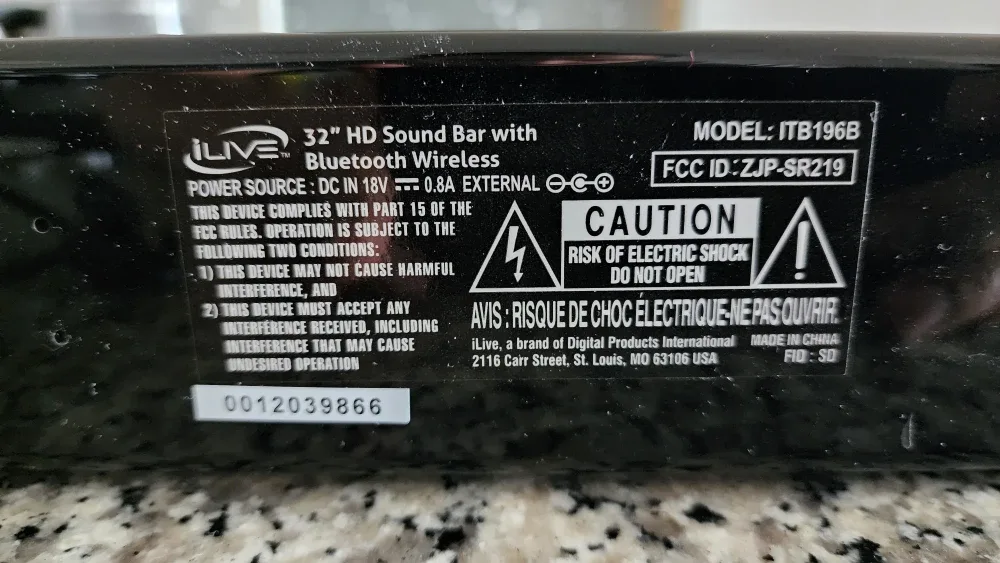 iLIVE™
32" HD Sound Bar with
Bluetooth Wireless
MODEL: ITB196B
FCC ID:ZJP-SR219
POWER SOURCE : DC IN 18V ⎓ 0.8A EXTERNAL
THIS DEVICE COMPLIES WITH PART 15 OF THE
FCC RULES. OPERATION IS SUBJECT TO THE
FOLLOWING TWO CONDITIONS:
1) THIS DEVICE MAY NOT CAUSE HARMFUL
INTERFERENCE, AND
2) THIS DEVICE MUST ACCEPT ANY
INTERFERENCE RECEIVED, INCLUDING
INTERFERENCE THAT MAY CAUSE
UNDESIRED OPERATION
CAUTION
RISK OF ELECTRIC SHOCK
DO NOT OPEN
AVIS : RISQUE DE CHOC ÉLECTRIQUE-NE PAS OUVRIR.
iLive, a brand of Digital Products International
2116 Carr Street, St. Louis, MO 63106 USA
MADE IN CHINA
FID : SD
0012039866